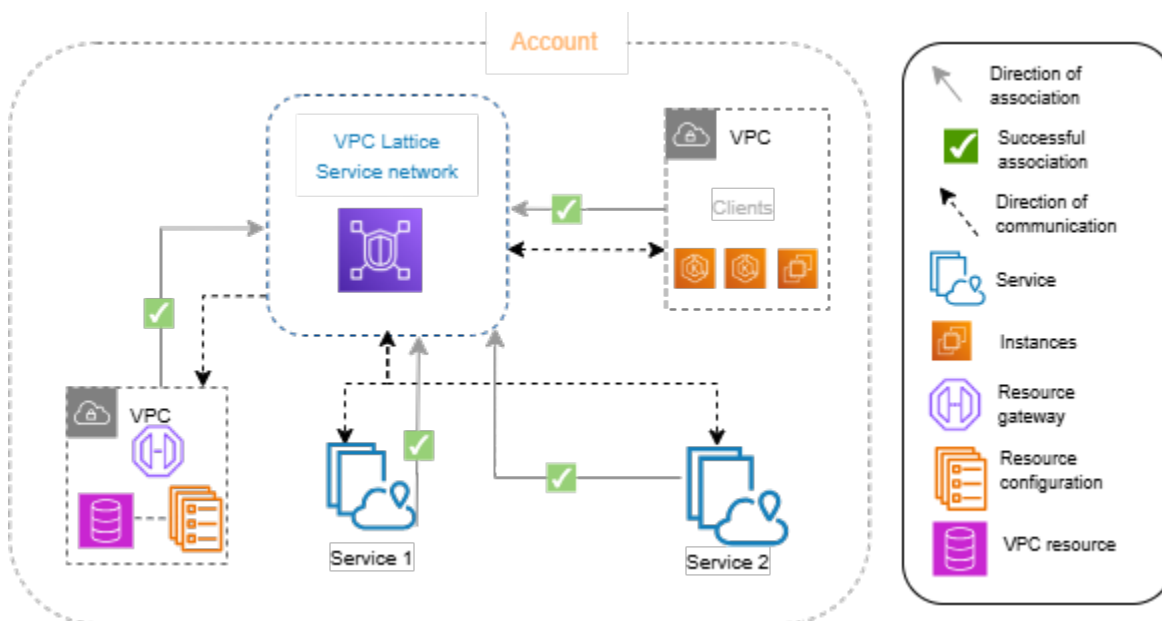 Account
VPC Lattice
Service network
VPC
Clients
VPC
Service 1
Service 2
Direction of
association
Successful
association
Direction of
communication
Service
Instances
Resource
gateway
Resource
configuration
VPC resource